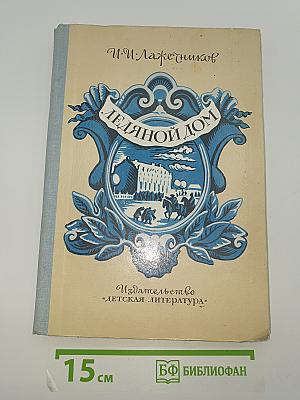 И·И·Лажечников
ЛЕДЯНОЙ ДОМ
Издательство
"ДЕТСКАЯ ЛИТЕРАТУРА"
15 см
БФ БИБЛИОФАН